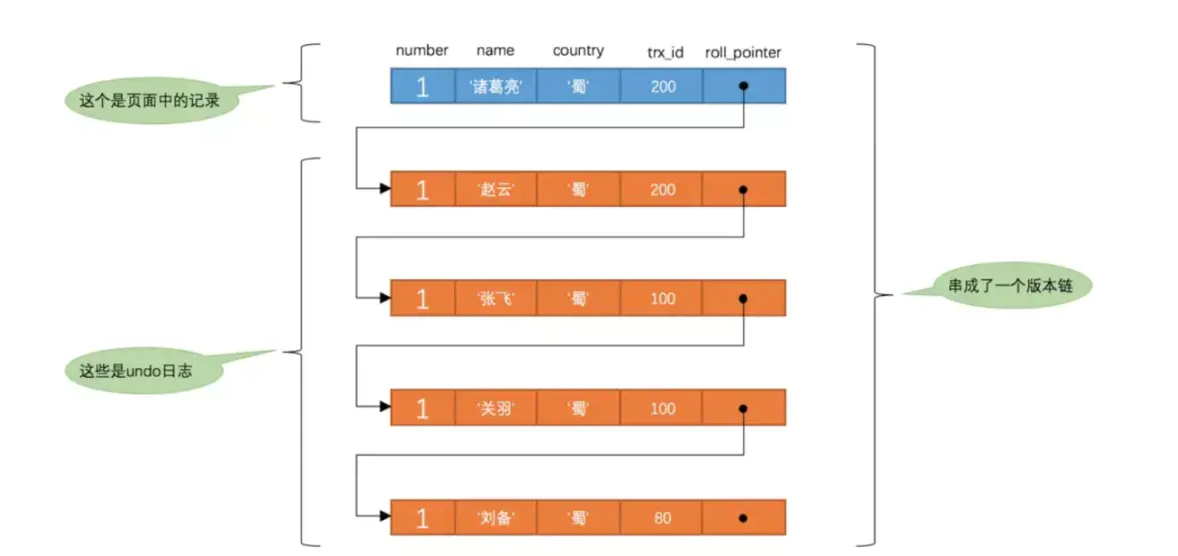 number name country trx_id roll_pointer
这个是页面中的记录
1 '诸葛亮' '蜀' 200
1 '赵云' '蜀' 200
1 '张飞' '蜀' 100
串成了一个版本链
这些是undo日志
1 '关羽' '蜀' 100
1 '刘备' '蜀' 80